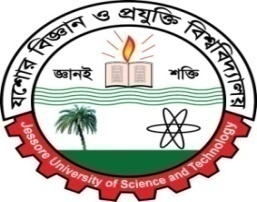 যশোর বিজ্ঞান ও প্রযুক্তি বিশ্ববিদ্যালয়
জ্ঞানই শক্তি
Jessore University of Science and Technology